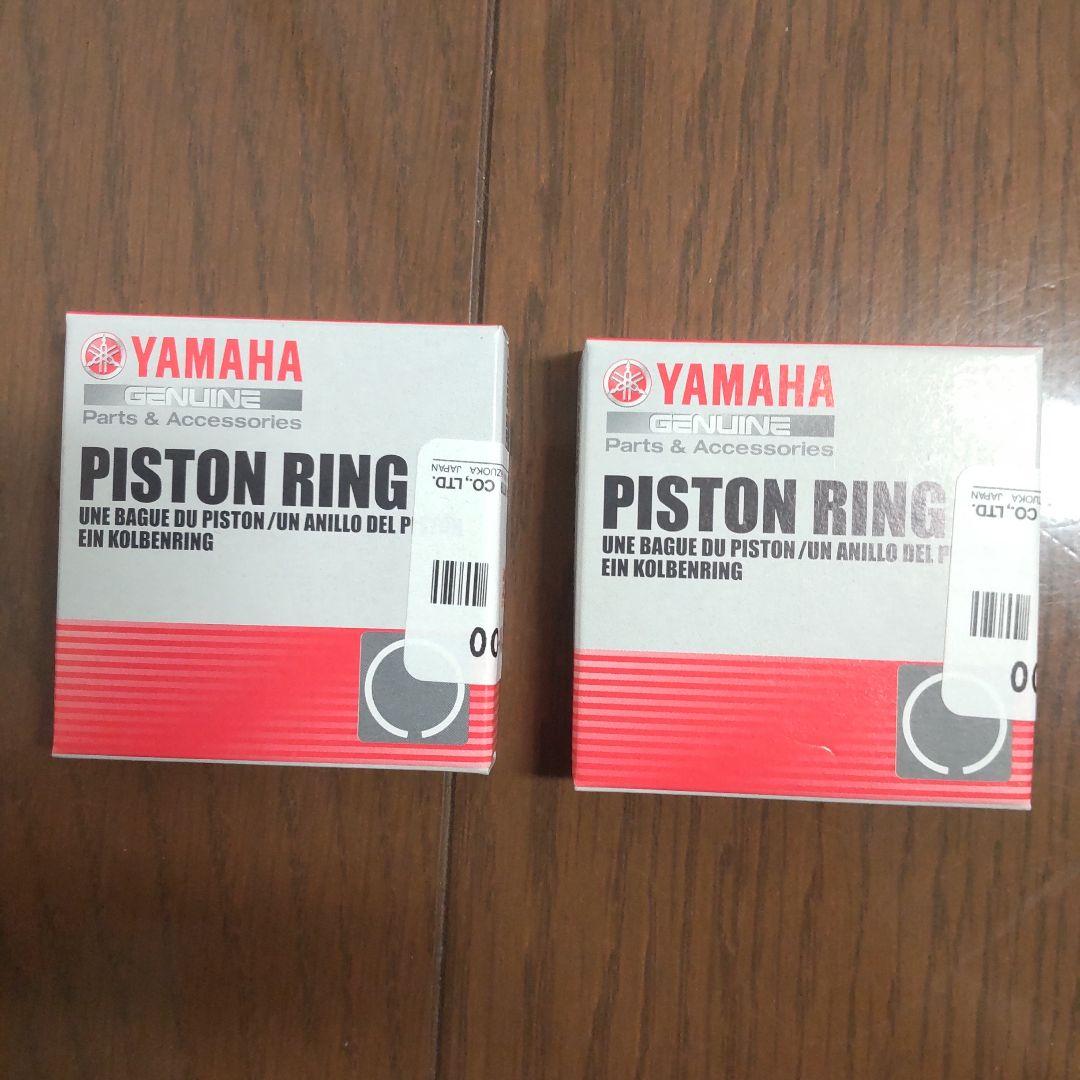 YAMAHA
GENUINE
Parts & Accessories
PISTON RING
UNE BAGUE DU PISTON/UN ANILLO DEL
EIN KOLBENRING
CO., LTD.
JAPAN
00
YAMAHA
GENUINE
Parts & Accessories
PISTON RING
UNE BAGUE DU PISTON/UN ANILLO DEL
EIN KOLBENRING
CO., LTD.
JAPAN
00